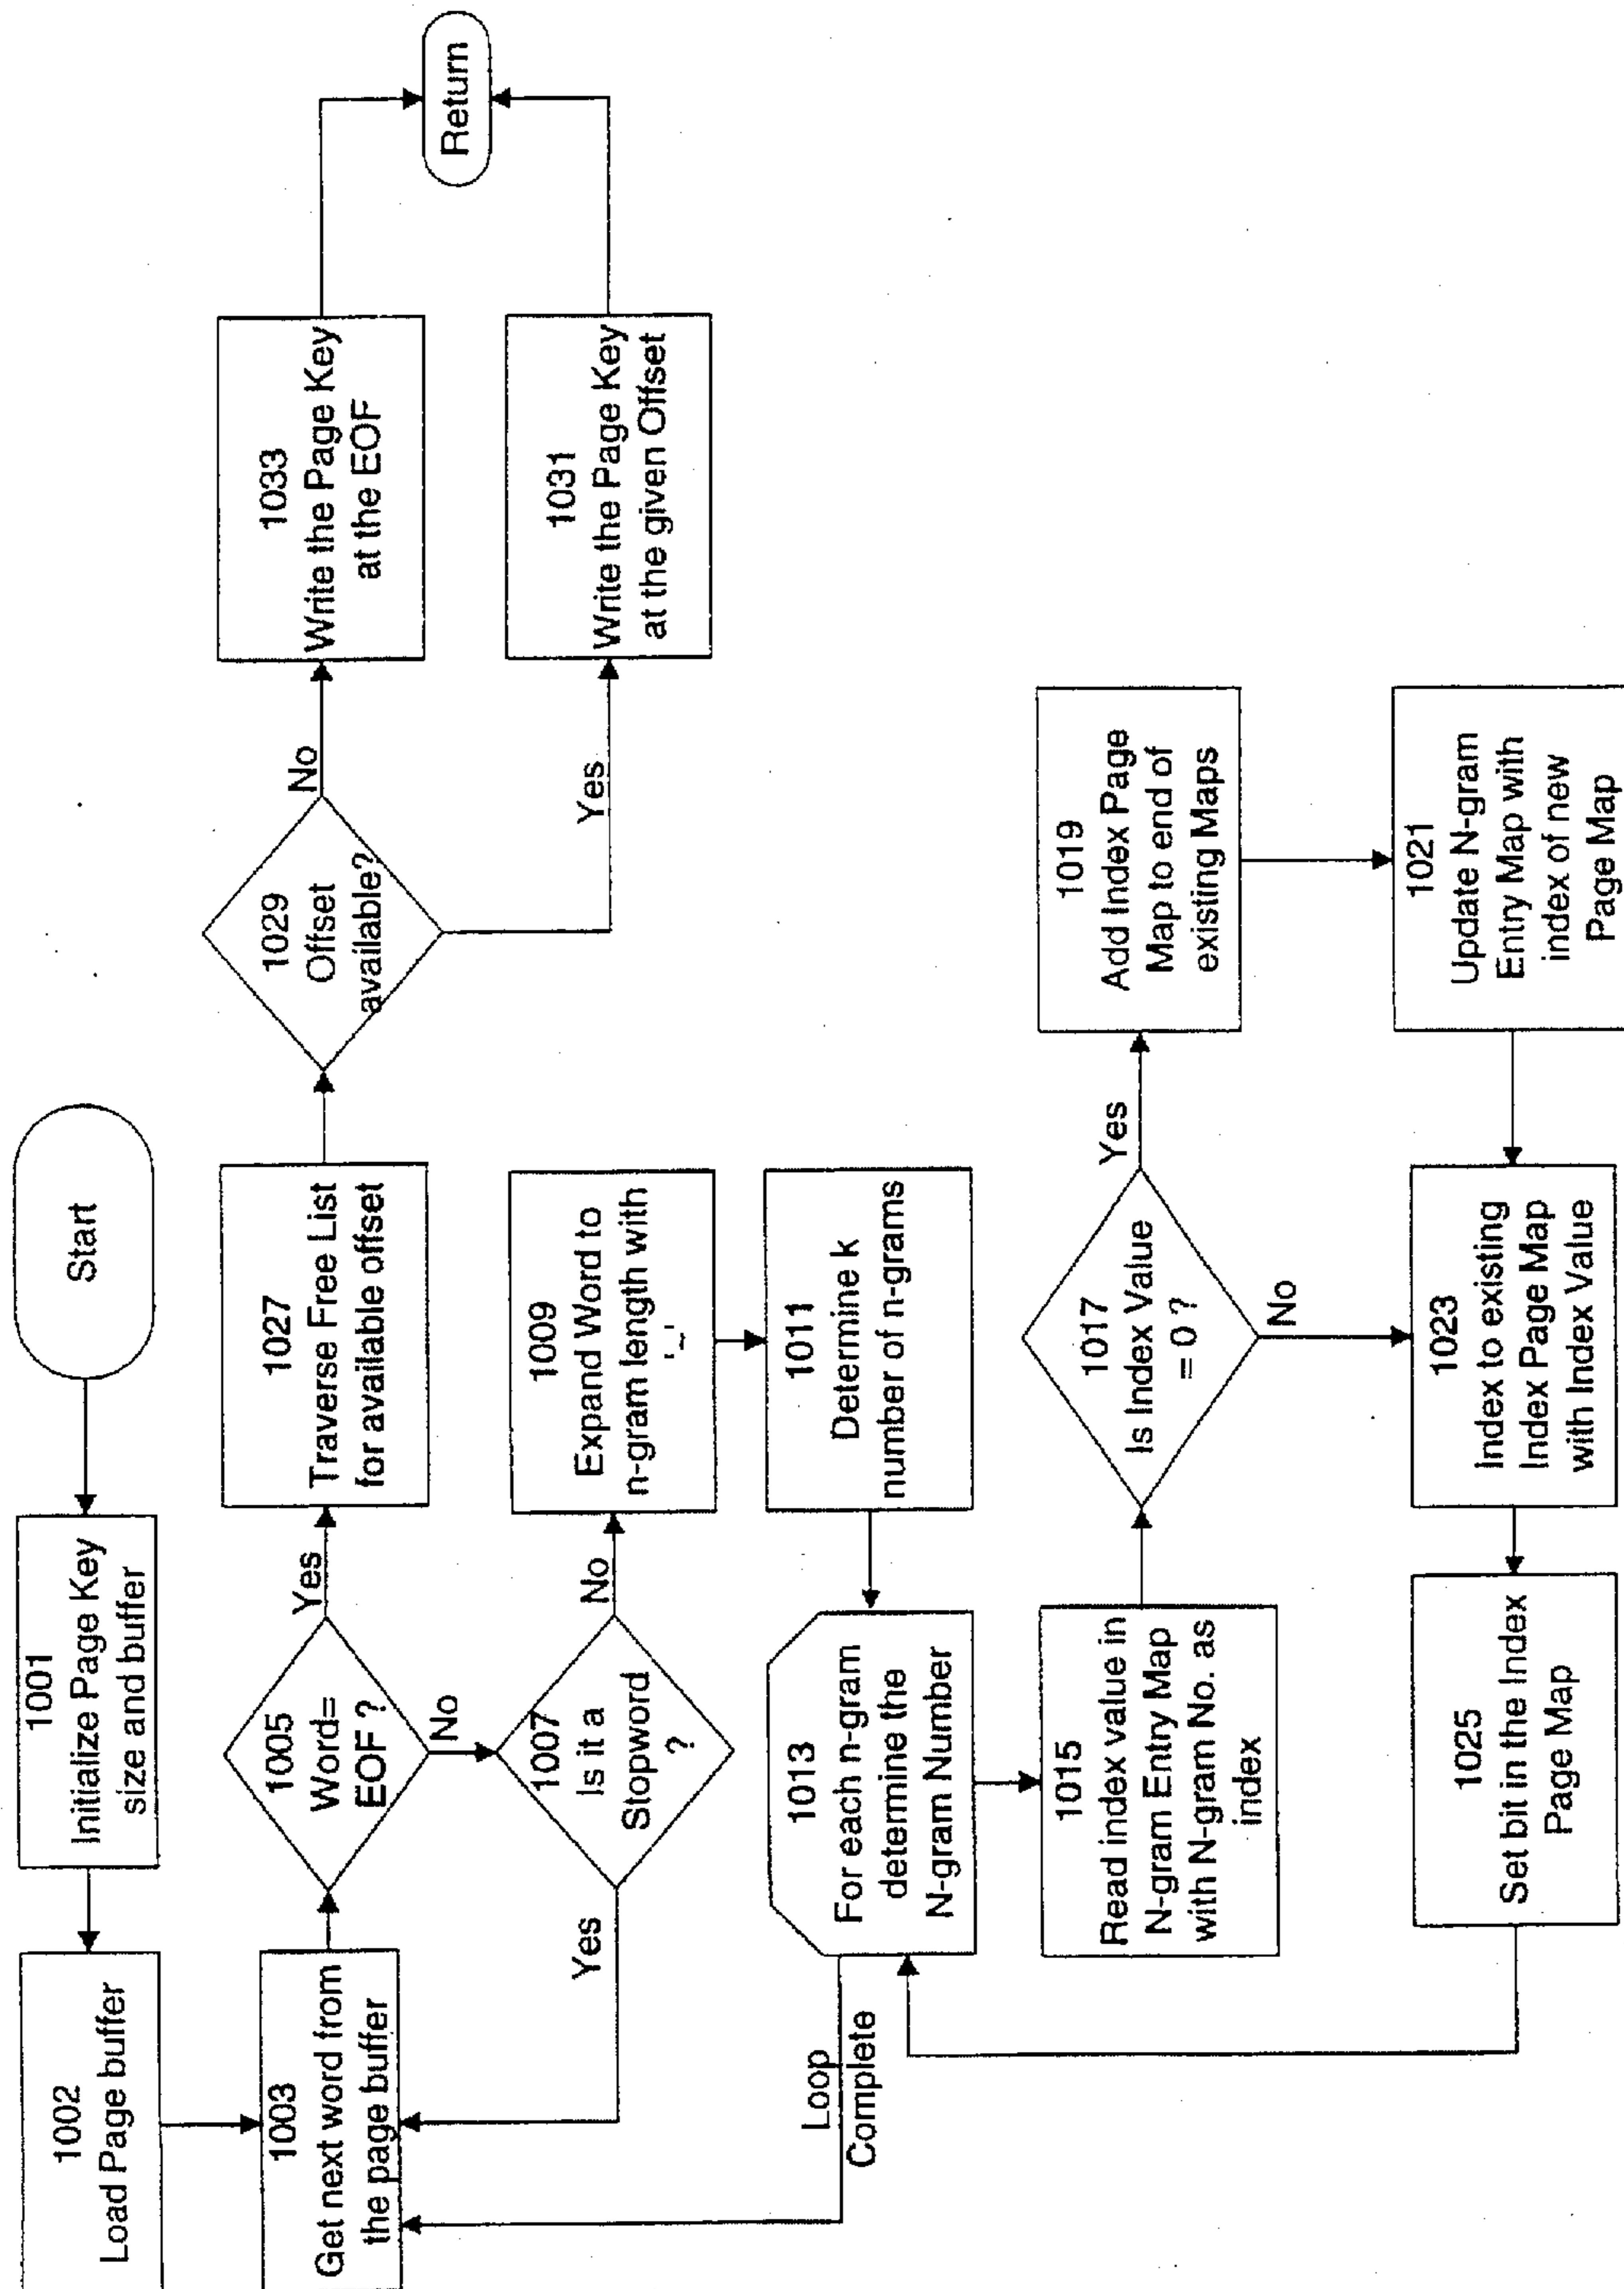 Start
1001
Initialize Page Key
size and buffer
1002
Load Page buffer
1003
Get next word from
the page buffer
1005
Word=
EOF ?
Yes
No
1027
Traverse Free List
for available offset
1029
Offset
available?
No
Yes
1033
Write the Page Key
at the EOF
1031
Write the Page Key
at the given Offset
Return
1007
Is it a
Stopword
?
Yes
No
1009
Expand Word to
n-gram length with
'~'
1011
Determine k
number of n-grams
1013
For each n-gram
determine the
N-gram Number
Loop
Complete
1015
Read index value in
N-gram Entry Map
with N-gram No. as
index
1017
Is Index Value
= 0 ?
Yes
No
1019
Add Index Page
Map to end of
existing Maps
1021
Update N-gram
Entry Map with
index of new
Page Map
1023
Index to existing
Index Page Map
with Index Value
1025
Set bit in the Index
Page Map